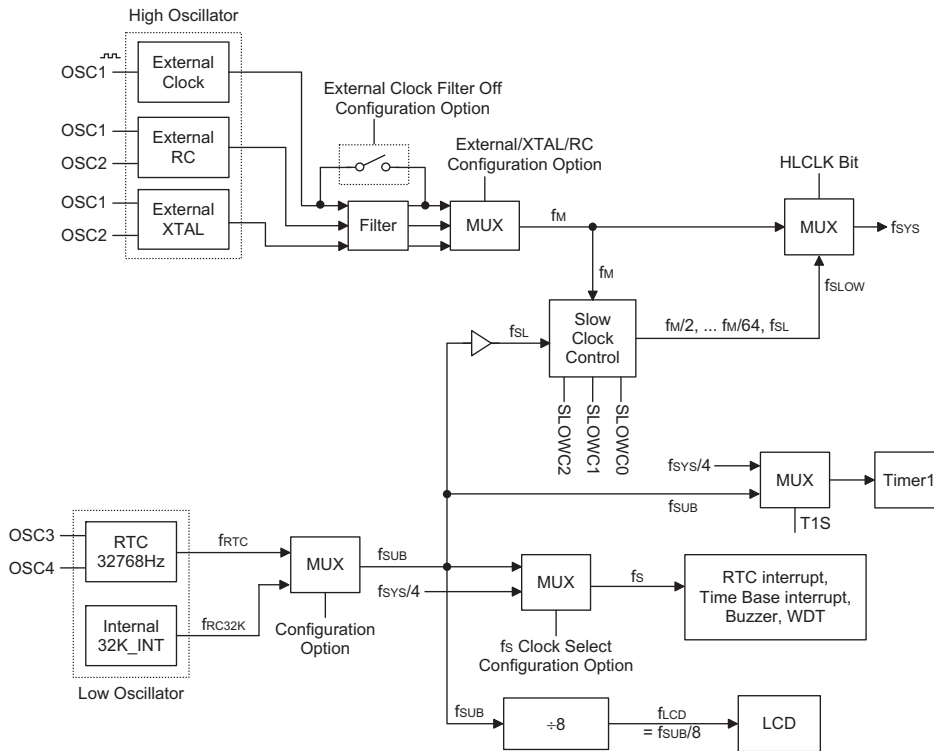 High Oscillator
OSC1
External
Clock
OSC1
OSC2
External
RC
OSC1
OSC2
External
XTAL
External Clock Filter Off
Configuration Option
External/XTAL/RC
Configuration Option
Filter
MUX
fM
HLCLK Bit
MUX
fSYS
fM
fSLOW
fSL
Slow
Clock
Control
fM/2, ... fM/64, fSL
SLOWC2
SLOWC1
SLOWC0
fSYS/4
fSUB
MUX
T1S
Timer1
OSC3
OSC4
RTC
32768Hz
fRTC
Internal
32K_INT
fRC32K
Low Oscillator
MUX
Configuration
Option
fSUB
fSYS/4
MUX
fS
fS Clock Select
Configuration Option
RTC interrupt,
Time Base interrupt,
Buzzer, WDT
fSUB
÷8
fLCD
= fSUB/8
LCD